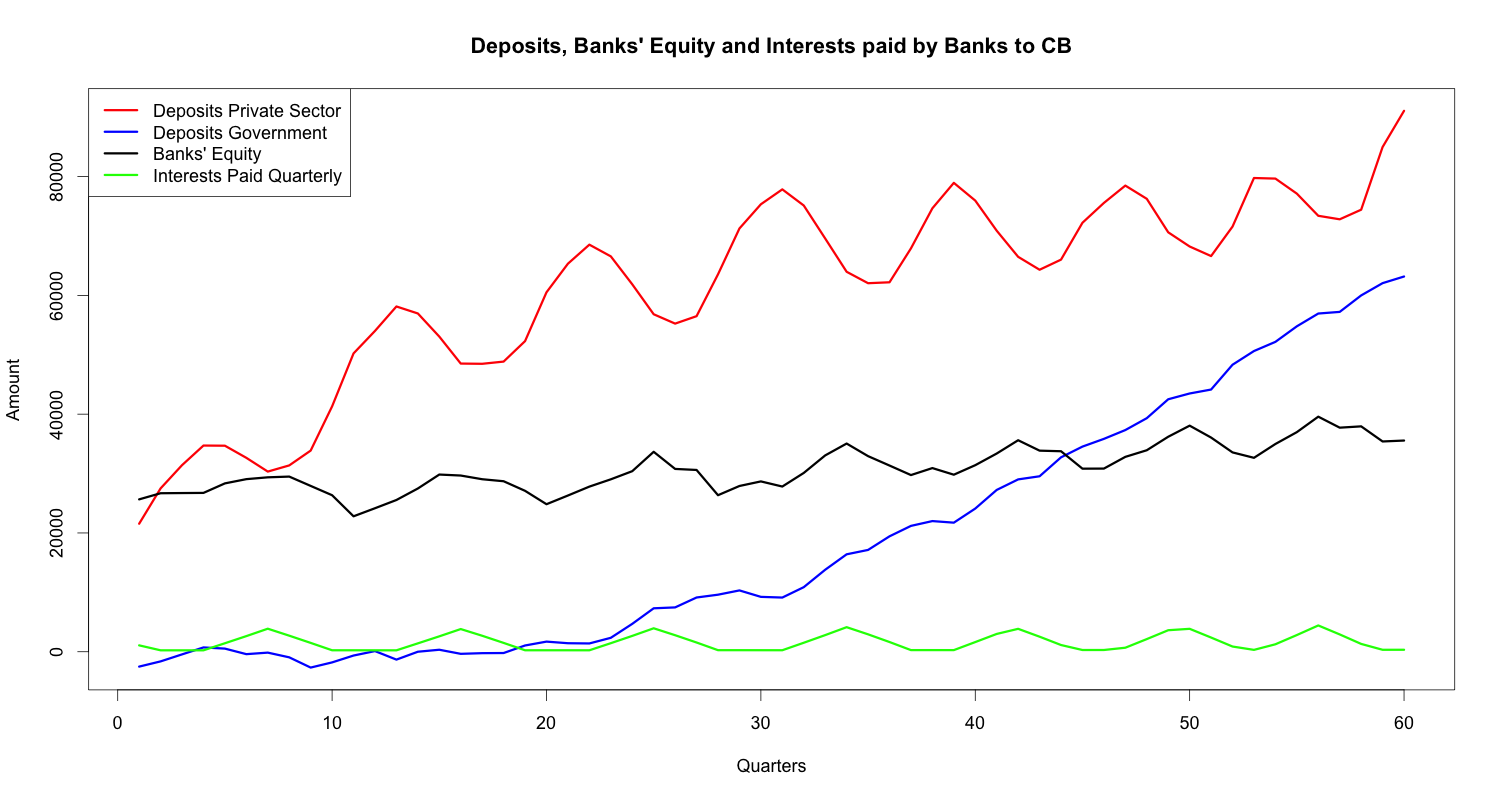 Deposits, Banks' Equity and Interests paid by Banks to CB
Deposits Private Sector
Deposits Government
Banks' Equity
Interests Paid Quarterly
Amount
80000
60000
40000
20000
0
0 10 20 30 40 50 60
Quarters